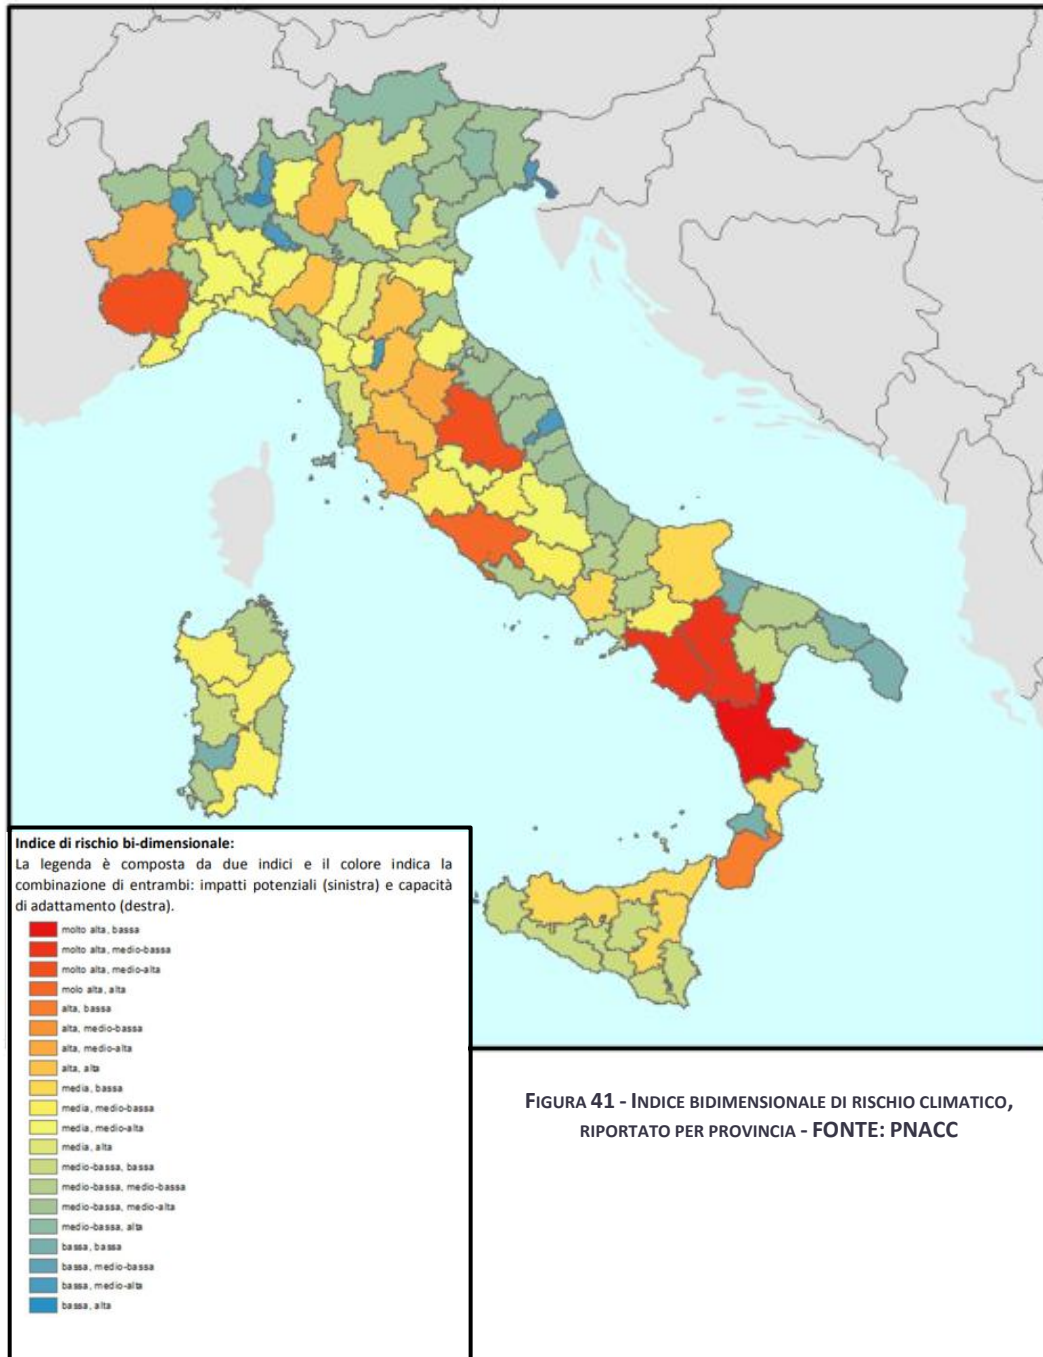 Indice di rischio bi-dimensionale:
La legenda è composta da due indici e il colore indica la
combinazione di entrambi: impatti potenziali (sinistra) e capacità
di adattamento (destra).
molto alta, bassa
molto alta, medio-bassa
molto alta, medio-alta
molo alta, alta
alta, bassa
alta, medio-bassa
alta, medio-alta
alta, alta
media, bassa
media, medio-bassa
media, medio-alta
media, alta
medio-bassa, bassa
medio-bassa, medio-bassa
medio-bassa, medio-alta
medio-bassa, alta
bassa, bassa
bassa, medio-bassa
bassa, medio-alta
bassa, alta
FIGURA 41 - INDICE BIDIMENSIONALE DI RISCHIO CLIMATICO,
RIPORTATO PER PROVINCIA - FONTE: PNACC